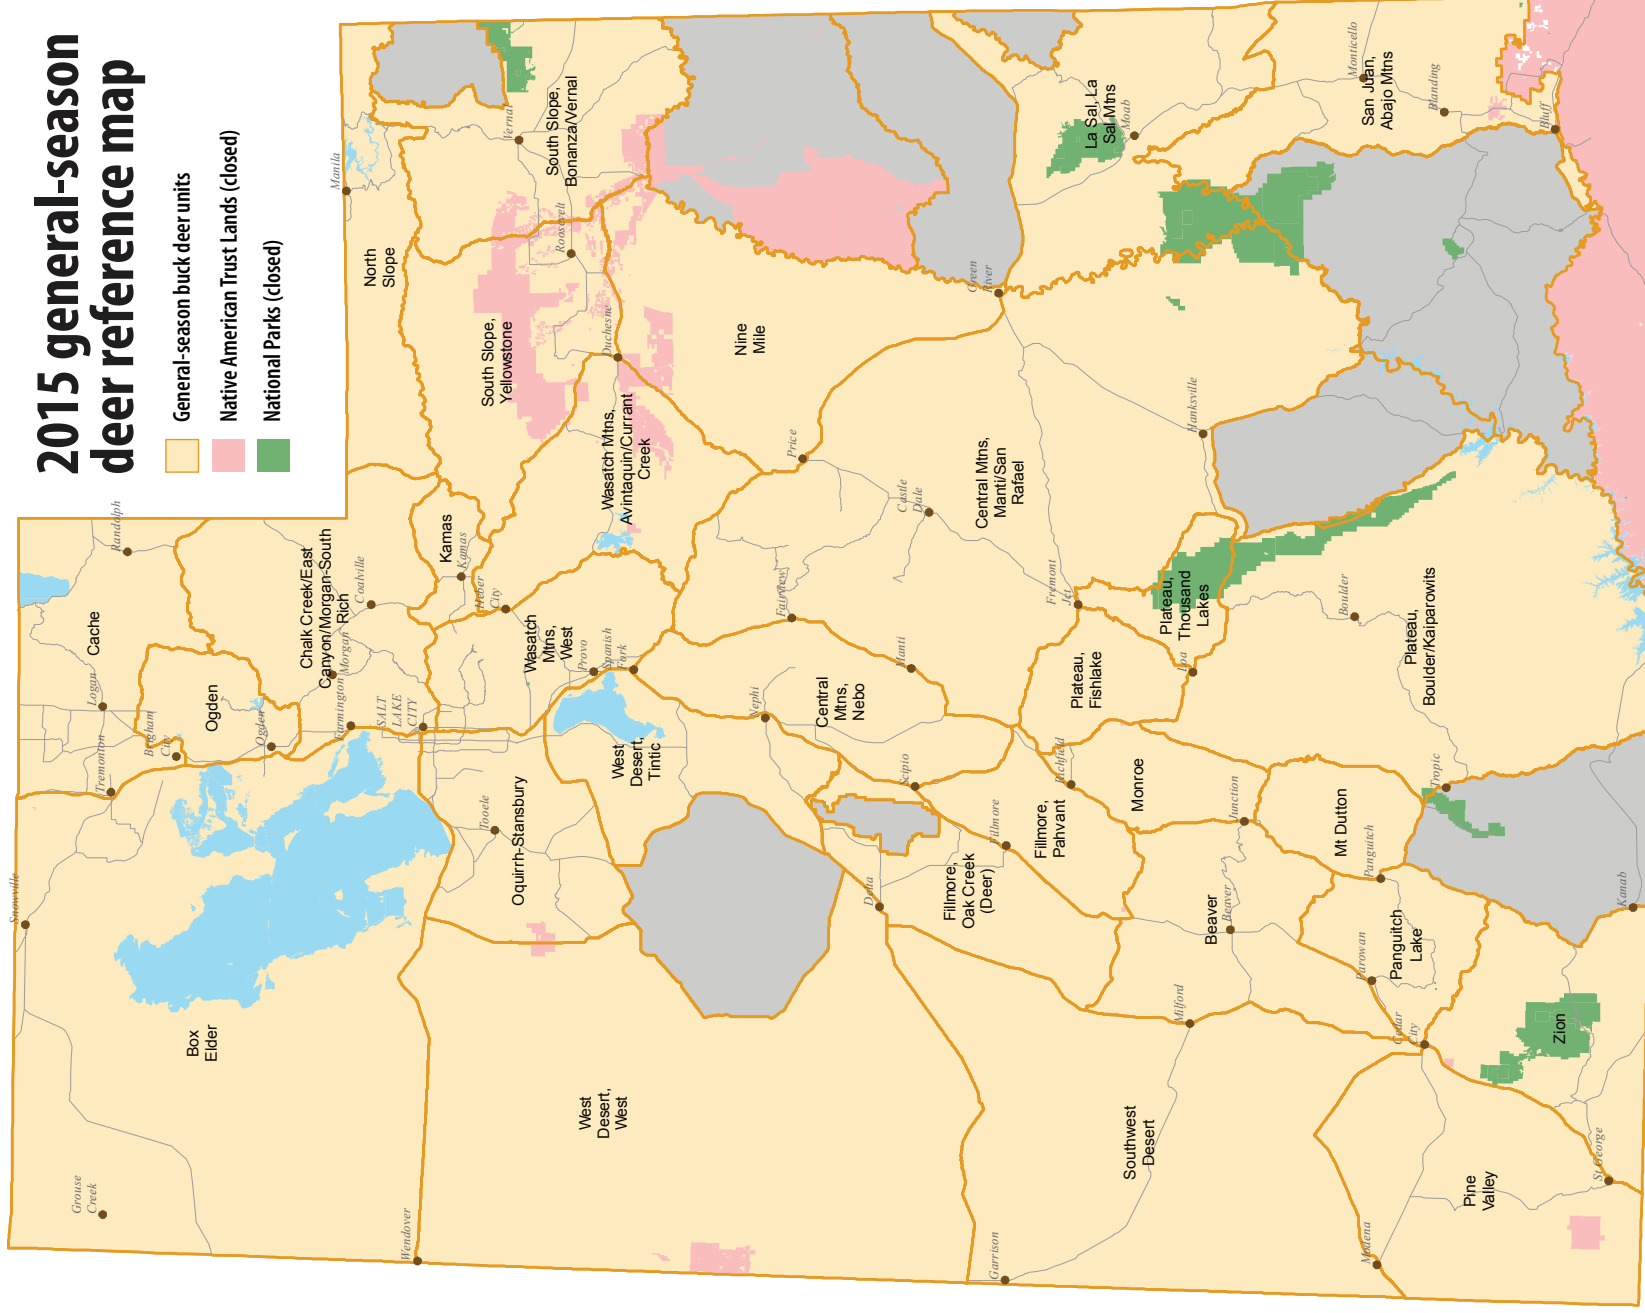 2015 general-season
deer reference map
General-season buck deer units
Native American Trust Lands (closed)
National Parks (closed)
Snowville
Grouse
Creek
Tremonton
Logan
Randolph
Cache
Brigham
City
Ogden
Ogden
Box
Elder
Manila
North
Slope
Chalk Creek/East
Canyon/Morgan-South
Rich
Morgan
Coalville
Farmington
SALT
LAKE
CITY
Wendover
Kamas
Kamas
Heber
City
Tooele
Oquirrh-Stansbury
Wasatch
Mtns,
West
Provo
Spanish
Fork
South Slope,
Yellowstone
Vernal
South Slope,
Bonanza/Vernal
Roosevelt
Duchesne
Wasatch Mtns,
Avintaquin/Currant
Creek
West
Desert,
Tintic
West
Desert,
West
Nine
Mile
Price
Nephi
Fairview
Central
Mtns,
Nebo
Manti
Castle
Dale
Scipio
Delta
Fillmore,
Oak Creek
(Deer)
Fillmore
Garrison
Central Mtns,
Manti/San
Rafael
Green
River
Fillmore,
Pahvant
Richfield
Fremont
Jct
Plateau,
Fishlake
La Sal, La
Sal Mtns
Moab
Southwest
Desert
Monroe
Milford
Plateau,
Thousand
Lakes
Loa
Hanksville
Beaver
Beaver
Junction
Mt Dutton
Boulder
Monticello
San Juan,
Abajo Mtns
Modena
Parowan
Panguitch
Panguitch
Lake
Cedar
City
Plateau,
Boulder/Kaiparowits
Tropic
Blanding
Pine
Valley
Zion
Bluff
St George
Kanab